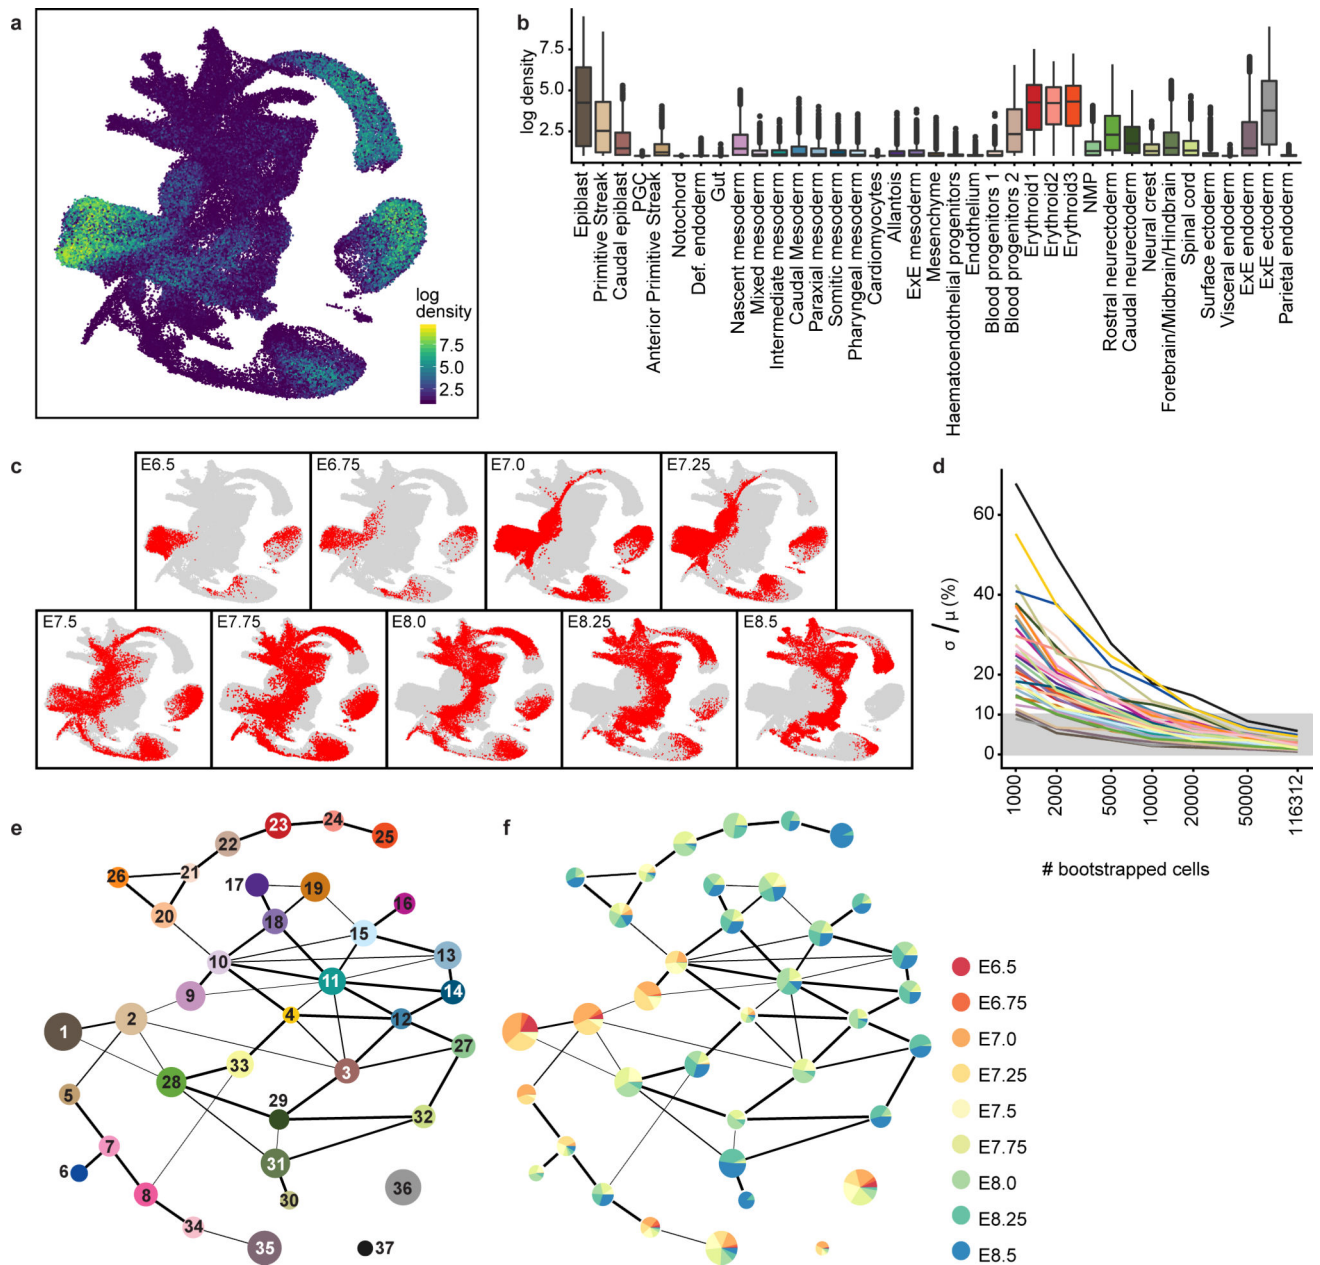 a
log
density
7.5
5.0
2.5
b
log density
7.5
5.0
2.5
Epiblast
Primitive Streak
Caudal epiblast
PGC
Anterior Primitive Streak
Notochord
Def. endoderm
Gut
Nascent mesoderm
Mixed mesoderm
Intermediate mesoderm
Caudal Mesoderm
Paraxial mesoderm
Somitic mesoderm
Pharyngeal mesoderm
Cardiomyocytes
Allantois
ExE mesoderm
Mesenchyme
Haematoendothelial progenitors
Endothelium
Blood progenitors 1
Blood progenitors 2
Erythroid1
Erythroid2
Erythroid3
NMP
Rostral neurectoderm
Caudal neurectoderm
Neural crest
Forebrain/Midbrain/Hindbrain
Spinal cord
Surface ectoderm
Visceral endoderm
ExE endoderm
ExE ectoderm
Parietal endoderm
c
E6.5
E6.75
E7.0
E7.25
E7.5
E7.75
E8.0
E8.25
E8.5
d
σ / μ (%)
60
40
20
10
0
1000
2000
5000
10000
20000
50000
116312
# bootstrapped cells
e
23
24
25
22
21
26
20
17
19
16
18
15
10
13
11
14
9
4
12
2
1
27
33
3
28
5
29
32
7
31
6
8
30
36
34
35
37
f
E6.5
E6.75
E7.0
E7.25
E7.5
E7.75
E8.0
E8.25
E8.5